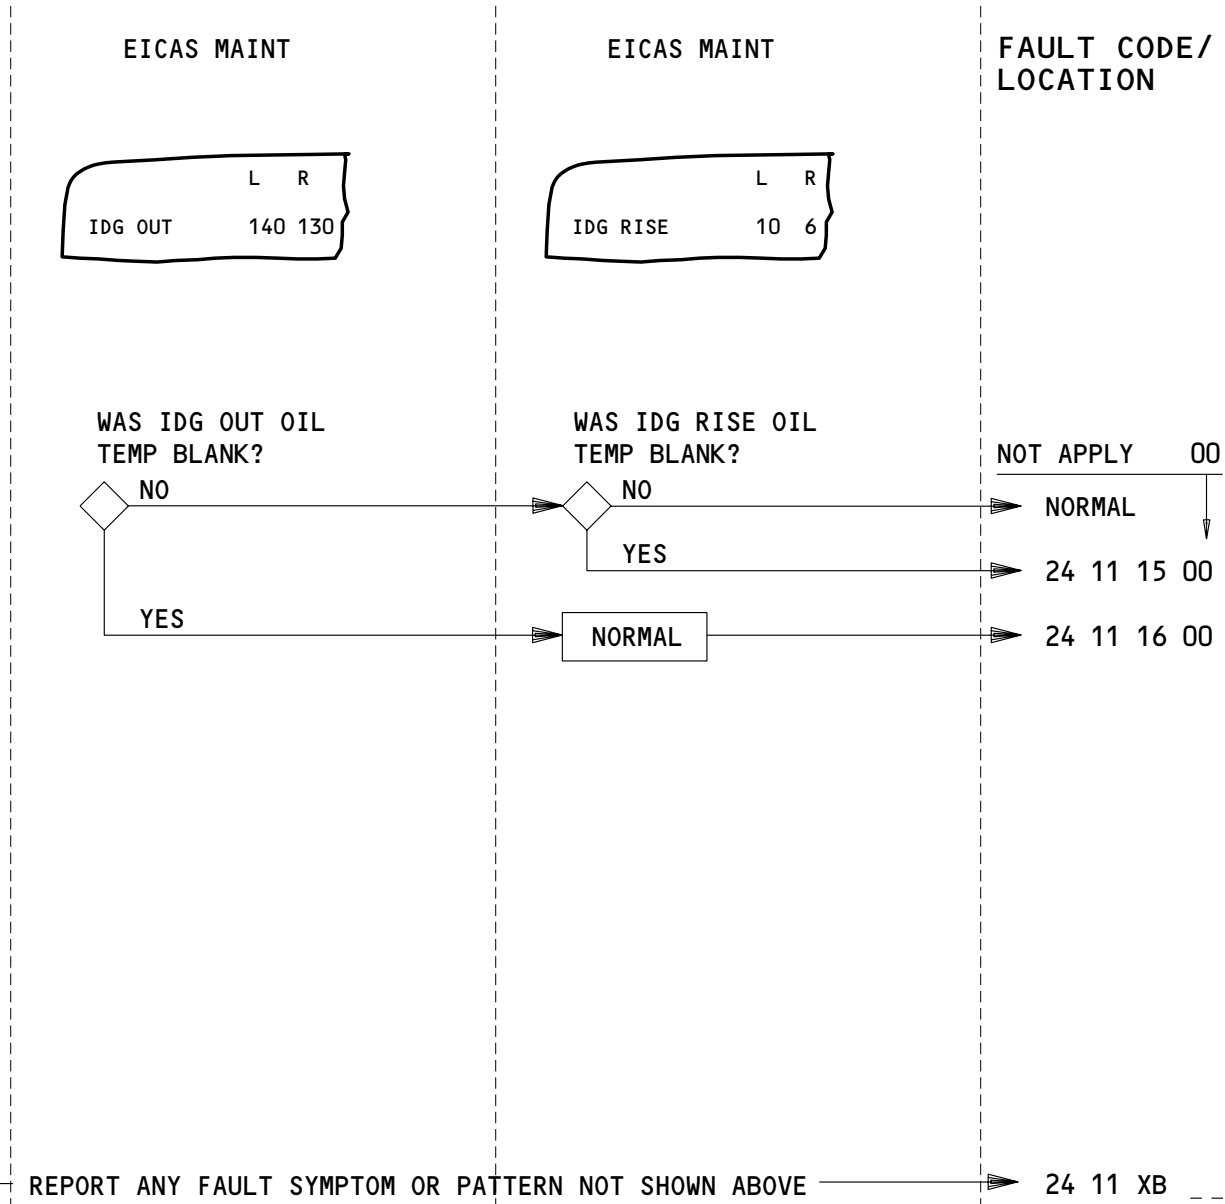 EICAS MAINT
EICAS MAINT
FAULT CODE/
LOCATION
L R
IDG OUT 140 130
L R
IDG RISE 10 6
WAS IDG OUT OIL
TEMP BLANK?
WAS IDG RISE OIL
TEMP BLANK?
NOT APPLY 00
NO
NO
NORMAL
YES
24 11 15 00
YES
NORMAL
24 11 16 00
REPORT ANY FAULT SYMPTOM OR PATTERN NOT SHOWN ABOVE
24 11 XB _ _